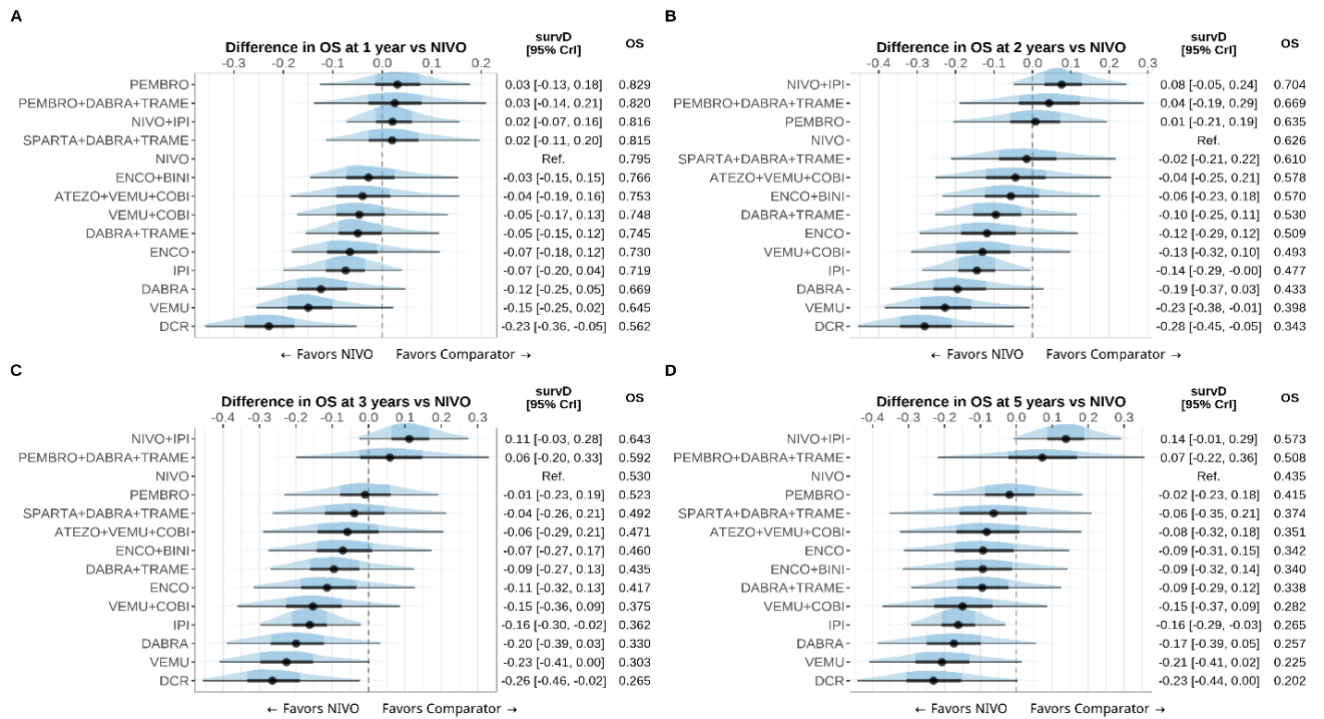 A
Difference in OS at 1 year vs NIVO
survD
[95% CrI]
OS
-0.3 -0.2 -0.1 0.0 0.1 0.2
PEMBRO 0.03 [-0.13, 0.18] 0.829
PEMBRO+DABRA+TRAME 0.03 [-0.14, 0.21] 0.820
NIVO+IPI 0.02 [-0.07, 0.16] 0.816
SPARTA+DABRA+TRAME 0.02 [-0.11, 0.20] 0.815
NIVO Ref. 0.795
ENCO+BINI -0.03 [-0.15, 0.15] 0.766
ATEZO+VEMU+COBI -0.04 [-0.19, 0.16] 0.753
VEMU+COBI -0.05 [-0.17, 0.13] 0.748
DABRA+TRAME -0.05 [-0.15, 0.12] 0.745
ENCO -0.07 [-0.18, 0.12] 0.730
IPI -0.07 [-0.20, 0.04] 0.719
DABRA -0.12 [-0.25, 0.05] 0.669
VEMU -0.15 [-0.25, 0.02] 0.645
DCR -0.23 [-0.36, -0.05] 0.562
← Favors NIVO Favors Comparator →
B
Difference in OS at 2 years vs NIVO
survD
[95% CrI]
OS
-0.4 -0.3 -0.2 -0.1 0.0 0.1 0.2 0.3
NIVO+IPI 0.08 [-0.05, 0.24] 0.704
PEMBRO+DABRA+TRAME 0.04 [-0.19, 0.29] 0.669
PEMBRO 0.01 [-0.21, 0.19] 0.635
NIVO Ref. 0.626
SPARTA+DABRA+TRAME -0.02 [-0.21, 0.22] 0.610
ATEZO+VEMU+COBI -0.04 [-0.25, 0.21] 0.578
ENCO+BINI -0.06 [-0.23, 0.18] 0.570
DABRA+TRAME -0.10 [-0.25, 0.11] 0.530
ENCO -0.12 [-0.29, 0.12] 0.509
VEMU+COBI -0.13 [-0.32, 0.10] 0.493
IPI -0.14 [-0.29, -0.00] 0.477
DABRA -0.19 [-0.37, 0.03] 0.433
VEMU -0.23 [-0.38, -0.01] 0.398
DCR -0.28 [-0.45, -0.05] 0.343
← Favors NIVO Favors Comparator →
C
Difference in OS at 3 years vs NIVO
survD
[95% CrI]
OS
-0.4 -0.3 -0.2 -0.1 0.0 0.1 0.2 0.3
NIVO+IPI 0.11 [-0.03, 0.28] 0.643
PEMBRO+DABRA+TRAME 0.06 [-0.20, 0.33] 0.592
NIVO Ref. 0.530
PEMBRO -0.01 [-0.23, 0.19] 0.523
SPARTA+DABRA+TRAME -0.04 [-0.26, 0.21] 0.492
ATEZO+VEMU+COBI -0.06 [-0.29, 0.21] 0.471
ENCO+BINI -0.07 [-0.27, 0.17] 0.460
DABRA+TRAME -0.09 [-0.27, 0.13] 0.435
ENCO -0.11 [-0.32, 0.13] 0.417
VEMU+COBI -0.15 [-0.36, 0.09] 0.375
IPI -0.16 [-0.30, -0.02] 0.362
DABRA -0.20 [-0.39, 0.03] 0.330
VEMU -0.23 [-0.41, 0.00] 0.303
DCR -0.26 [-0.46, -0.02] 0.265
← Favors NIVO Favors Comparator →
D
Difference in OS at 5 years vs NIVO
survD
[95% CrI]
OS
-0.4 -0.3 -0.2 -0.1 0.0 0.1 0.2 0.3
NIVO+IPI 0.14 [-0.01, 0.29] 0.573
PEMBRO+DABRA+TRAME 0.07 [-0.22, 0.36] 0.508
NIVO Ref. 0.435
PEMBRO -0.02 [-0.23, 0.18] 0.415
SPARTA+DABRA+TRAME -0.06 [-0.35, 0.21] 0.374
ATEZO+VEMU+COBI -0.08 [-0.32, 0.18] 0.351
ENCO -0.09 [-0.31, 0.15] 0.342
ENCO+BINI -0.09 [-0.32, 0.14] 0.340
DABRA+TRAME -0.09 [-0.29, 0.12] 0.338
VEMU+COBI -0.15 [-0.37, 0.09] 0.282
IPI -0.16 [-0.29, -0.03] 0.265
DABRA -0.17 [-0.39, 0.05] 0.257
VEMU -0.21 [-0.41, 0.02] 0.225
DCR -0.23 [-0.44, 0.00] 0.202
← Favors NIVO Favors Comparator →